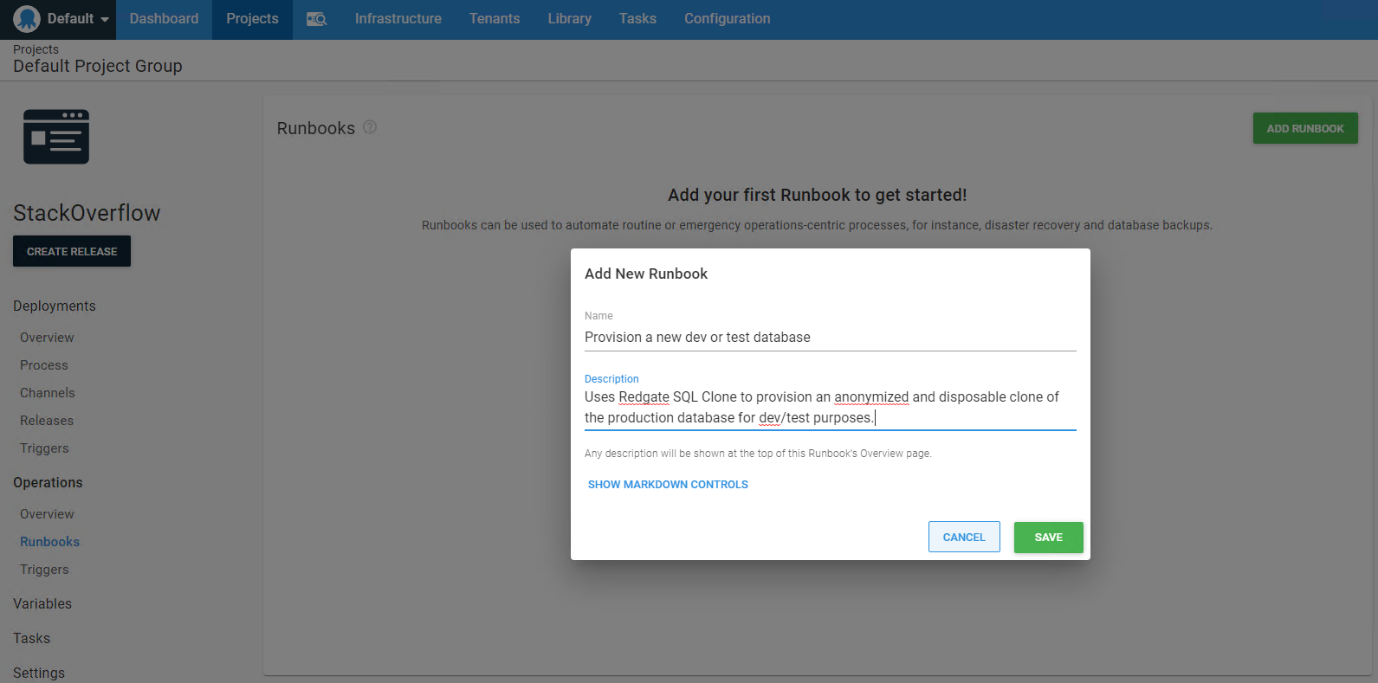 Default Dashboard Projects Infrastructure Tenants Library Tasks Configuration
Projects
Default Project Group
StackOverflow
CREATE RELEASE
Deployments
Overview
Process
Channels
Releases
Triggers
Operations
Overview
Runbooks
Triggers
Variables
Tasks
Settings
Runbooks ?
ADD RUNBOOK
Add your first Runbook to get started!
Runbooks can be used to automate routine or emergency operations-centric processes, for instance, disaster recovery and database backups.
Add New Runbook
Name
Provision a new dev or test database
Description
Uses Redgate SQL Clone to provision an anonymized and disposable clone of
the production database for dev/test purposes.
Any description will be shown at the top of this Runbook's Overview page.
SHOW MARKDOWN CONTROLS
CANCEL SAVE